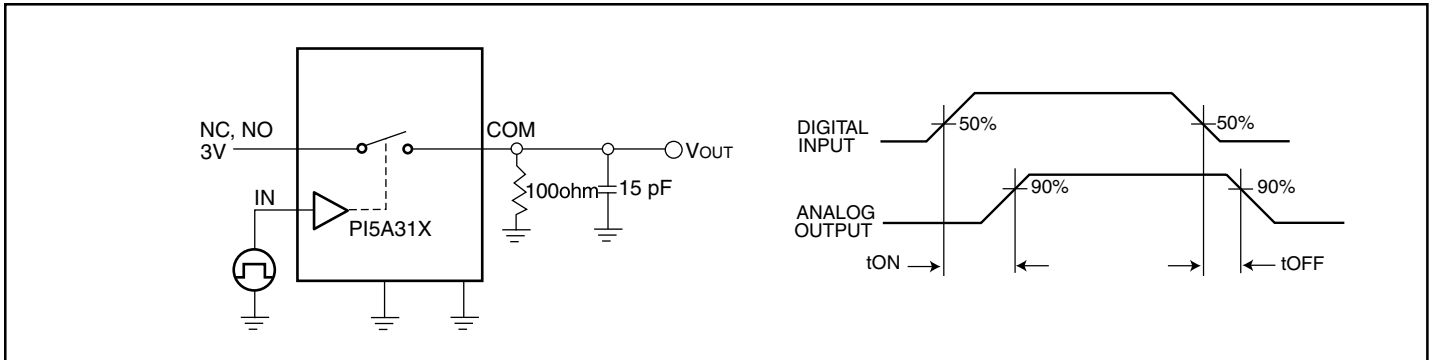 NC, NO
3V
COM
VOUT
100ohm
15 pF
IN
PI5A31X
DIGITAL
INPUT
50%
50%
ANALOG
OUTPUT
90%
90%
tON
tOFF